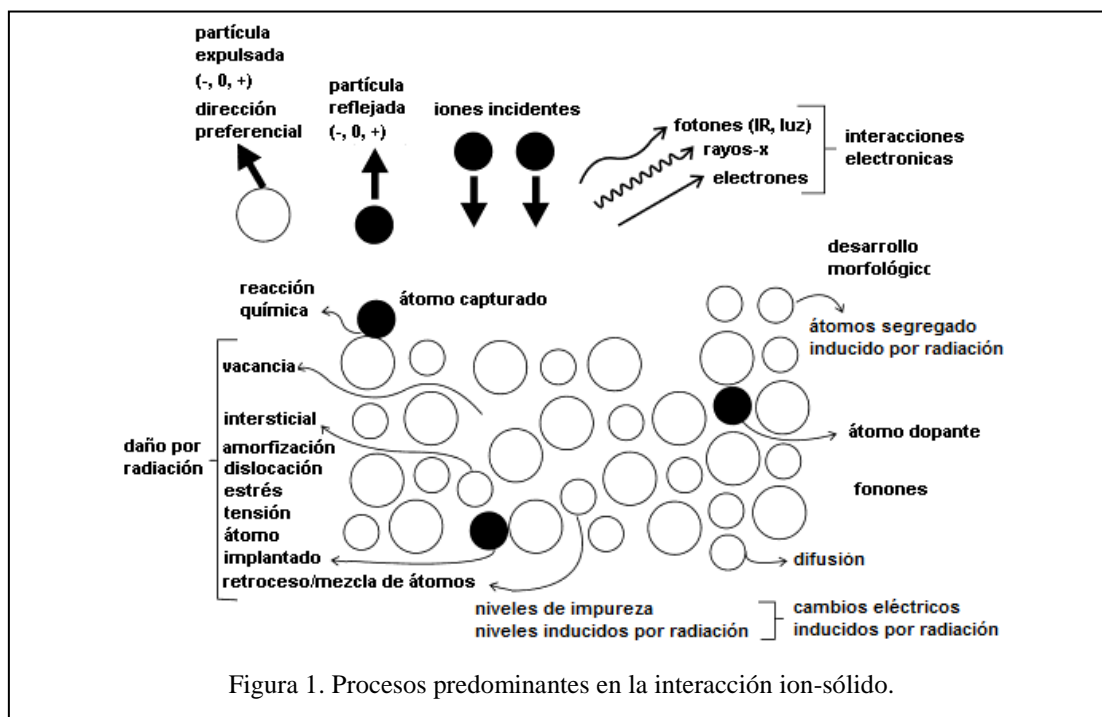 partícula
expulsada
(-, 0, +)
dirección
preferencial
partícula
reflejada
(-, 0, +)
iones incidentes
fotones (IR, luz)
rayos-x
electrones
interacciones
electronicas
desarrollo
morfológico
reacción
química
átomo capturado
átomos segregado
inducido por radiación
daño por
radiación
vacancia
intersticial
amorfización
dislocación
estrés
tensión
átomo
implantado
retroceso/mezcla de átomos
átomo dopante
fonones
difusión
niveles de impureza
niveles inducidos por radiación
cambios eléctricos
inducidos por radiación
Figura 1. Procesos predominantes en la interacción ion-sólido.